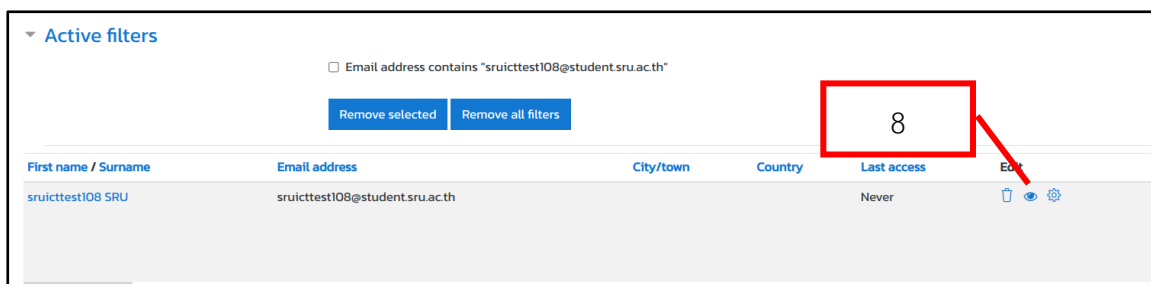 Active filters
Email address contains "sruicttest108@student.sru.ac.th"
Remove selected Remove all filters
8
First name / Surname Email address City/town Country Last access Edit
sruicttest108 SRU sruicttest108@student.sru.ac.th Never